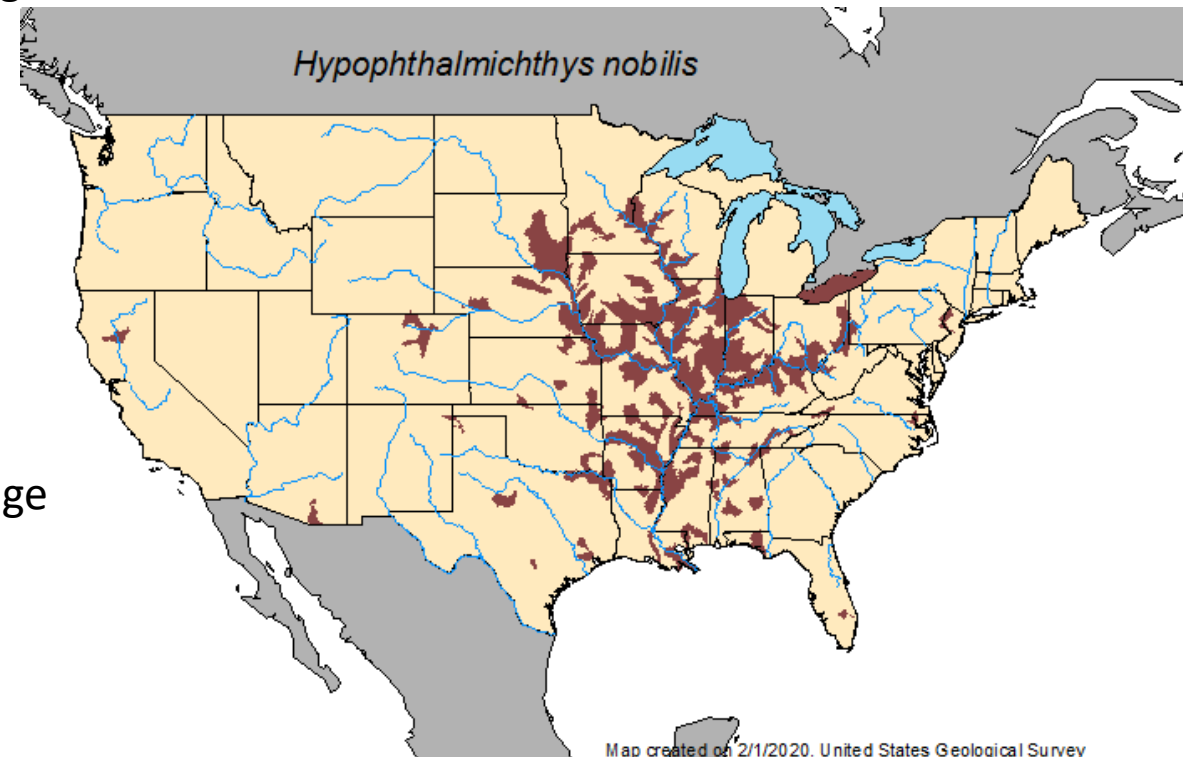 Hypophthalmichthys nobilis
ge
Map created on 2/1/2020. United States Geological Survey